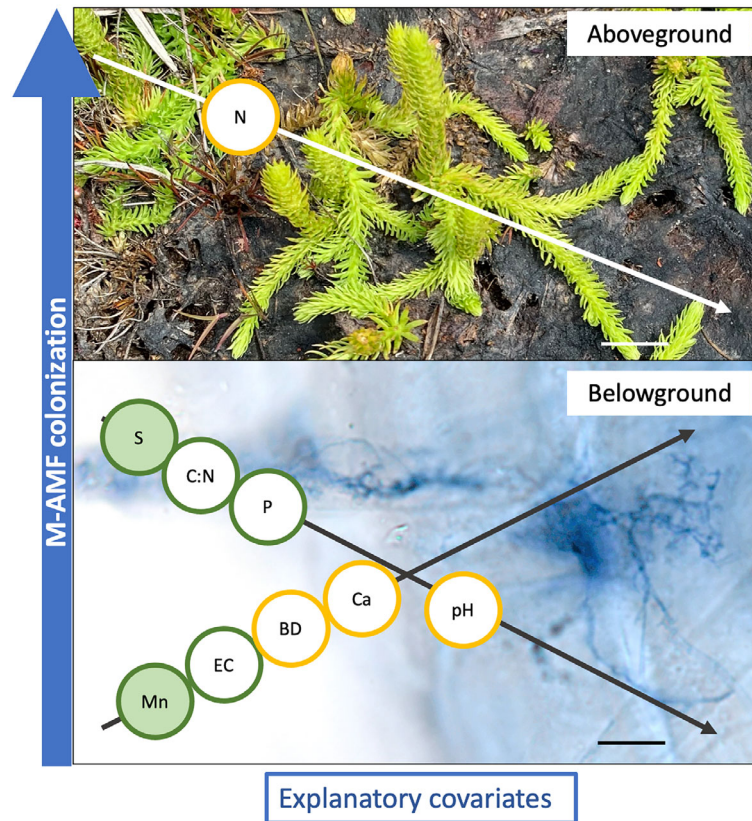 Aboveground
N
M-AMF colonization
Belowground
S
C:N
P
Ca
pH
BD
EC
Mn
Explanatory covariates